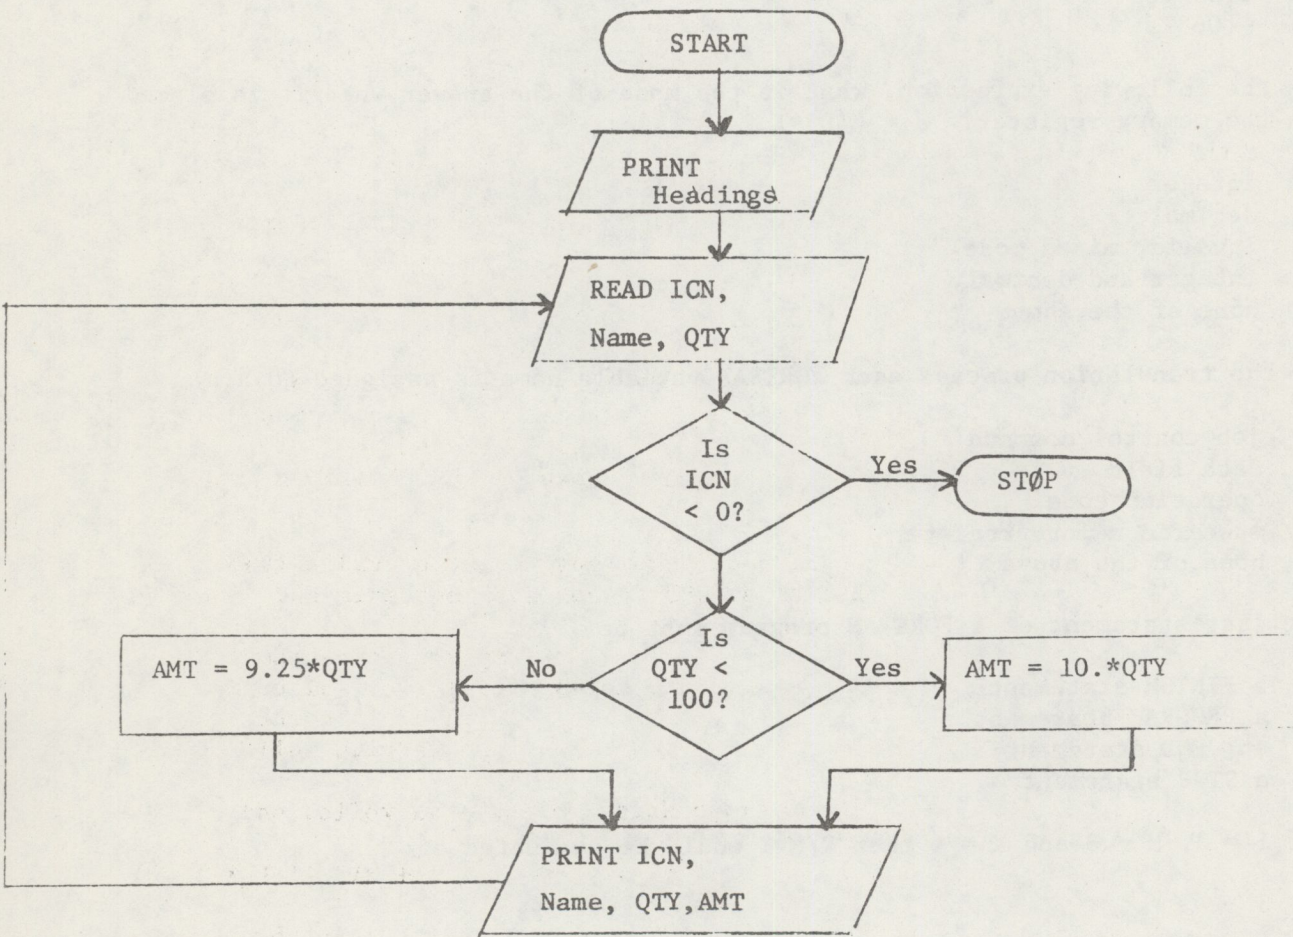 START
PRINT
Headings
READ ICN,
Name, QTY
Is
ICN
< 0?
Yes
STØP
Is
QTY <
100?
No
Yes
AMT = 9.25*QTY
AMT = 10.*QTY
PRINT ICN,
Name, QTY,AMT